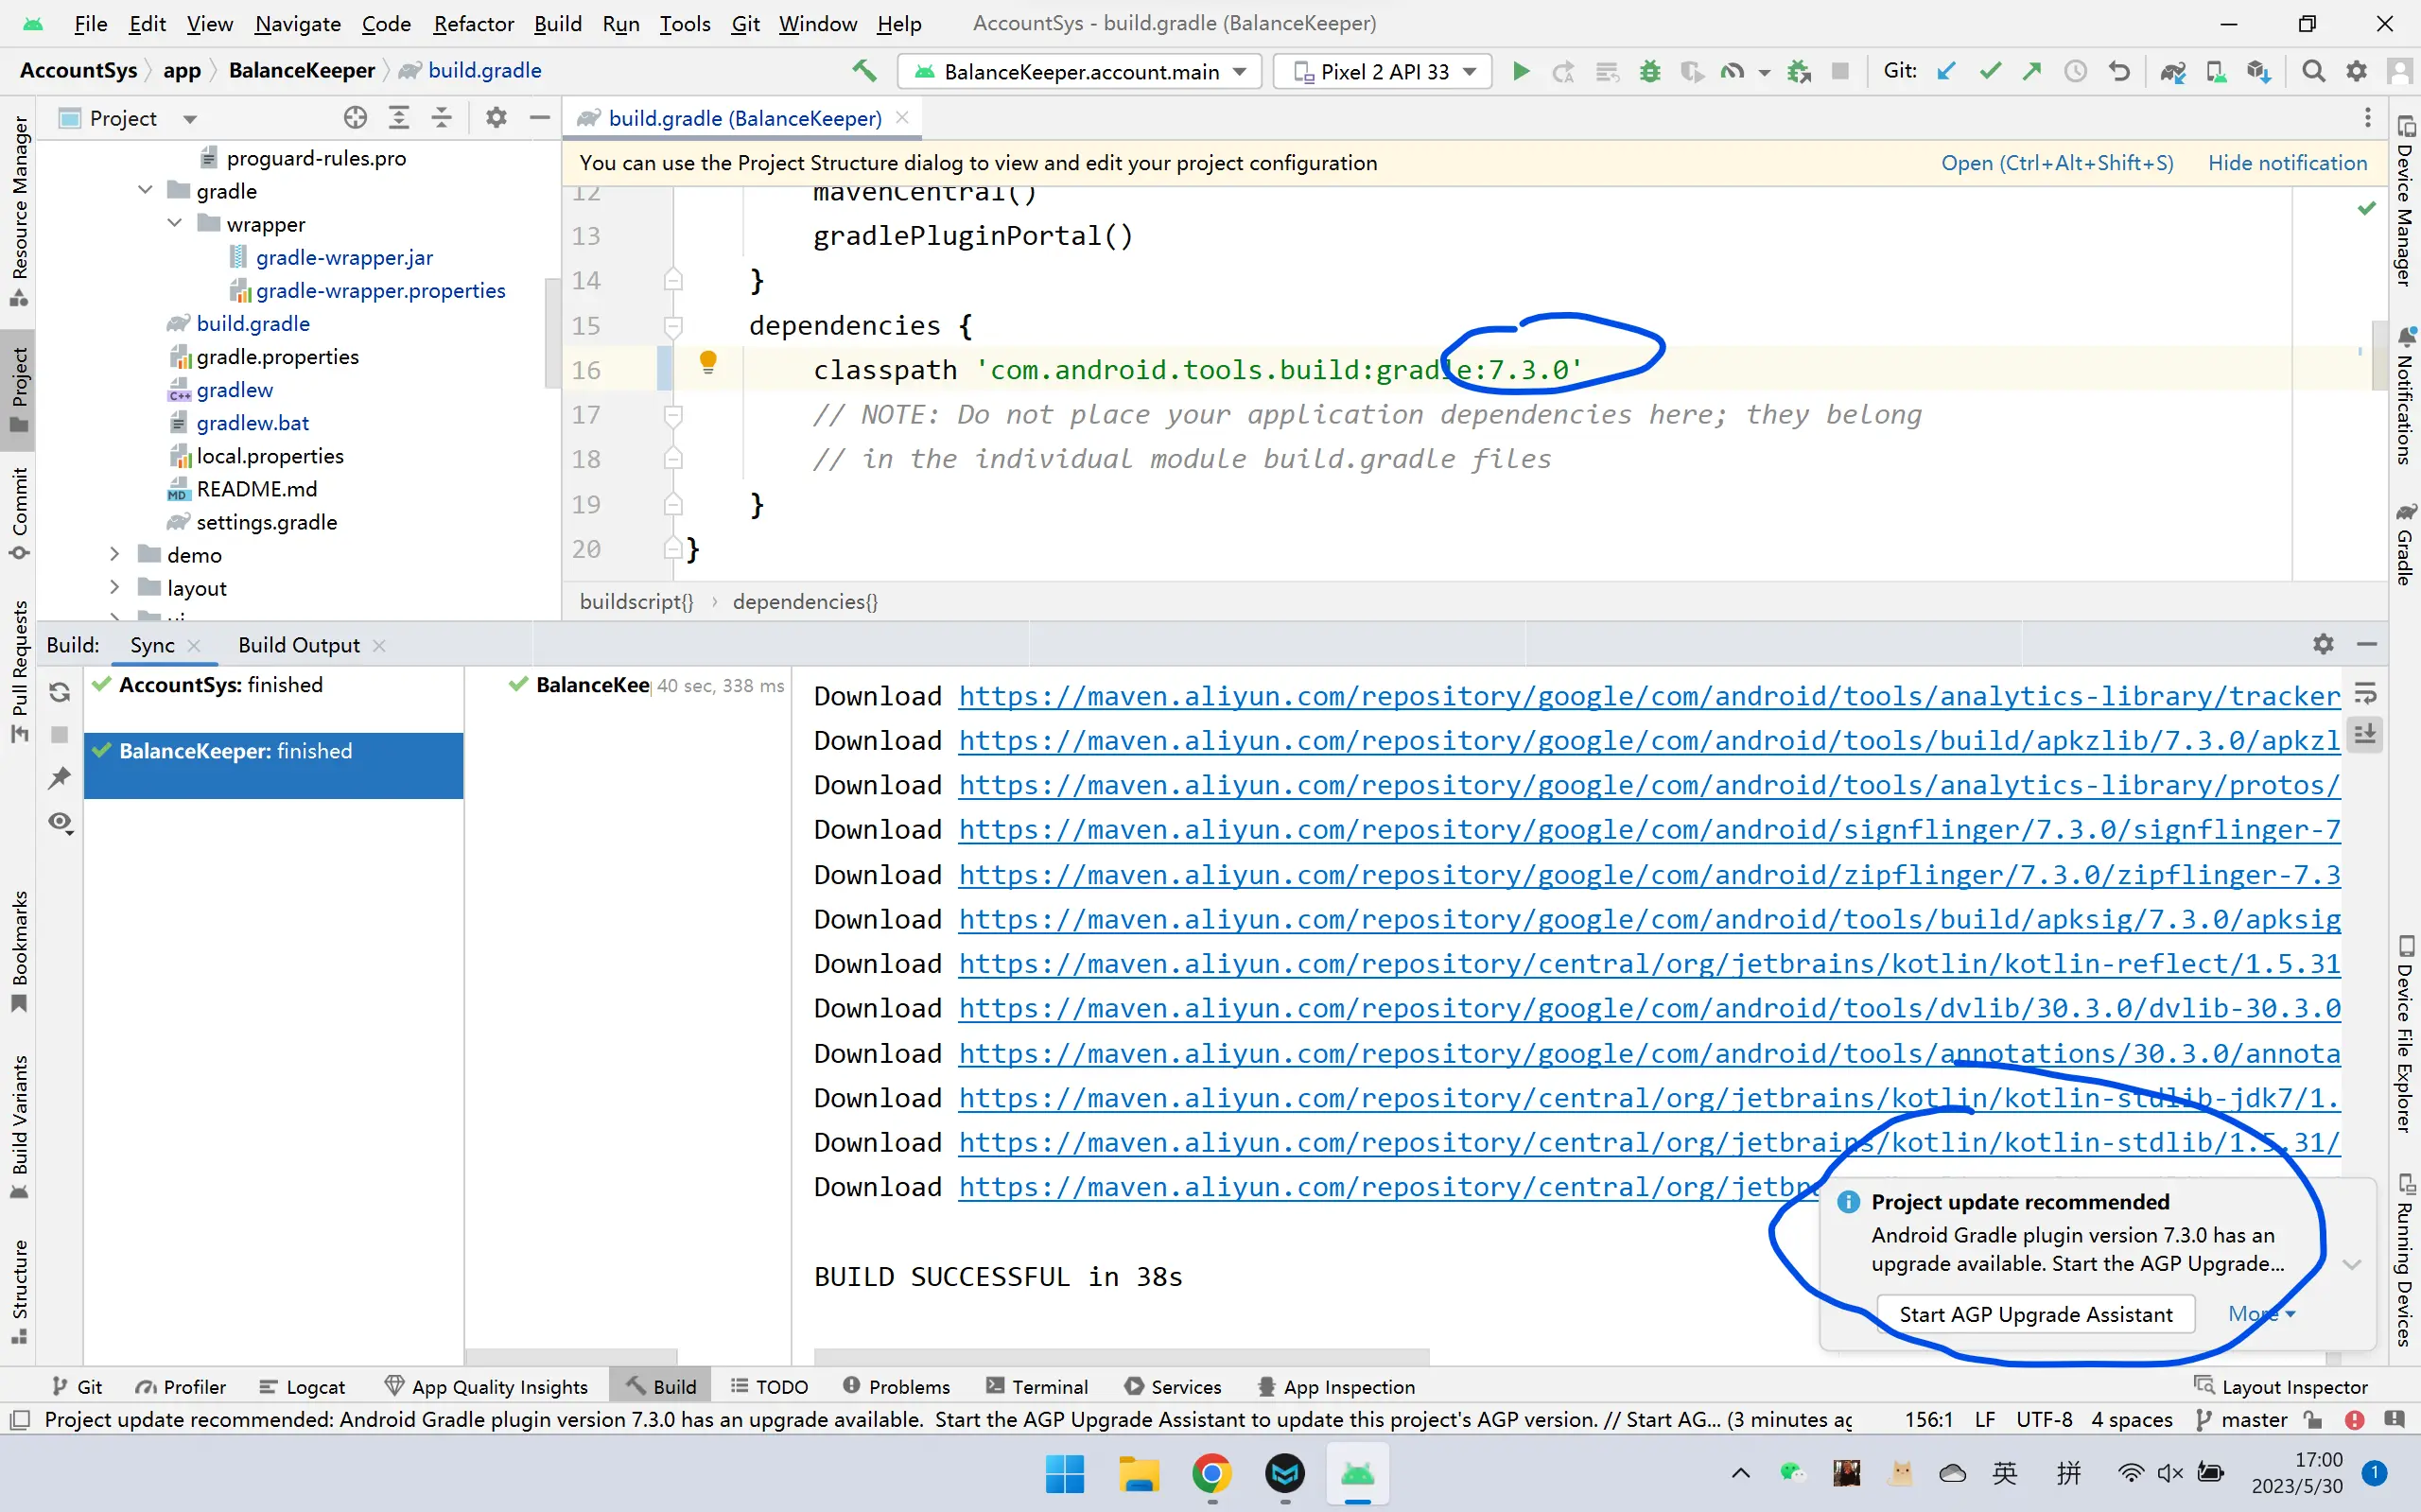 File Edit View Navigate Code Refactor Build Run Tools Git Window Help AccountSys - build.gradle (BalanceKeeper)
AccountSys app BalanceKeeper build.gradle BalanceKeeper.account.main Pixel 2 API 33 Git:
Project build.gradle (BalanceKeeper)
You can use the Project Structure dialog to view and edit your project configuration Open (Ctrl+Alt+Shift+S) Hide notification
proguard-rules.pro
gradle
wrapper
gradle-wrapper.jar
gradle-wrapper.properties
build.gradle
gradle.properties
gradlew
gradlew.bat
local.properties
README.md
settings.gradle
demo
layout
12 mavenCentral()
13 gradlePluginPortal()
14 }
15 dependencies {
16 classpath 'com.android.tools.build:gradle:7.3.0'
17 // NOTE: Do not place your application dependencies here; they belong
18 // in the individual module build.gradle files
19 }
20 }
buildscript{} › dependencies{}
Resource Manager
Project
Commit
Pull Requests
Bookmarks
Build Variants
Structure
Device Manager
Notifications
Gradle
Device File Explorer
Running Devices
Build: Sync Build Output
AccountSys: finished
BalanceKeeper: finished
BalanceKee 40 sec, 338 ms
Download https://maven.aliyun.com/repository/google/com/android/tools/analytics-library/tracker
Download https://maven.aliyun.com/repository/google/com/android/tools/build/apkzlib/7.3.0/apkzl
Download https://maven.aliyun.com/repository/google/com/android/tools/analytics-library/protos/
Download https://maven.aliyun.com/repository/google/com/android/signflinger/7.3.0/signflinger-7
Download https://maven.aliyun.com/repository/google/com/android/zipflinger/7.3.0/zipflinger-7.3
Download https://maven.aliyun.com/repository/google/com/android/tools/build/apksig/7.3.0/apksig
Download https://maven.aliyun.com/repository/central/org/jetbrains/kotlin/kotlin-reflect/1.5.31
Download https://maven.aliyun.com/repository/google/com/android/tools/dvlib/30.3.0/dvlib-30.3.0
Download https://maven.aliyun.com/repository/google/com/android/tools/annotations/30.3.0/annota
Download https://maven.aliyun.com/repository/central/org/jetbrains/kotlin/kotlin-stdlib-jdk7/1.
Download https://maven.aliyun.com/repository/central/org/jetbrains/kotlin/kotlin-stdlib/1.5.31/
Download https://maven.aliyun.com/repository/central/org/jetbr
BUILD SUCCESSFUL in 38s
Project update recommended
Android Gradle plugin version 7.3.0 has an
upgrade available. Start the AGP Upgrade...
Start AGP Upgrade Assistant More
Git Profiler Logcat App Quality Insights Build TODO Problems Terminal Services App Inspection Layout Inspector
Project update recommended: Android Gradle plugin version 7.3.0 has an upgrade available. Start the AGP Upgrade Assistant to update this project's AGP version. // Start AG... (3 minutes ag 156:1 LF UTF-8 4 spaces master
英 拼 17:00
2023/5/30 1